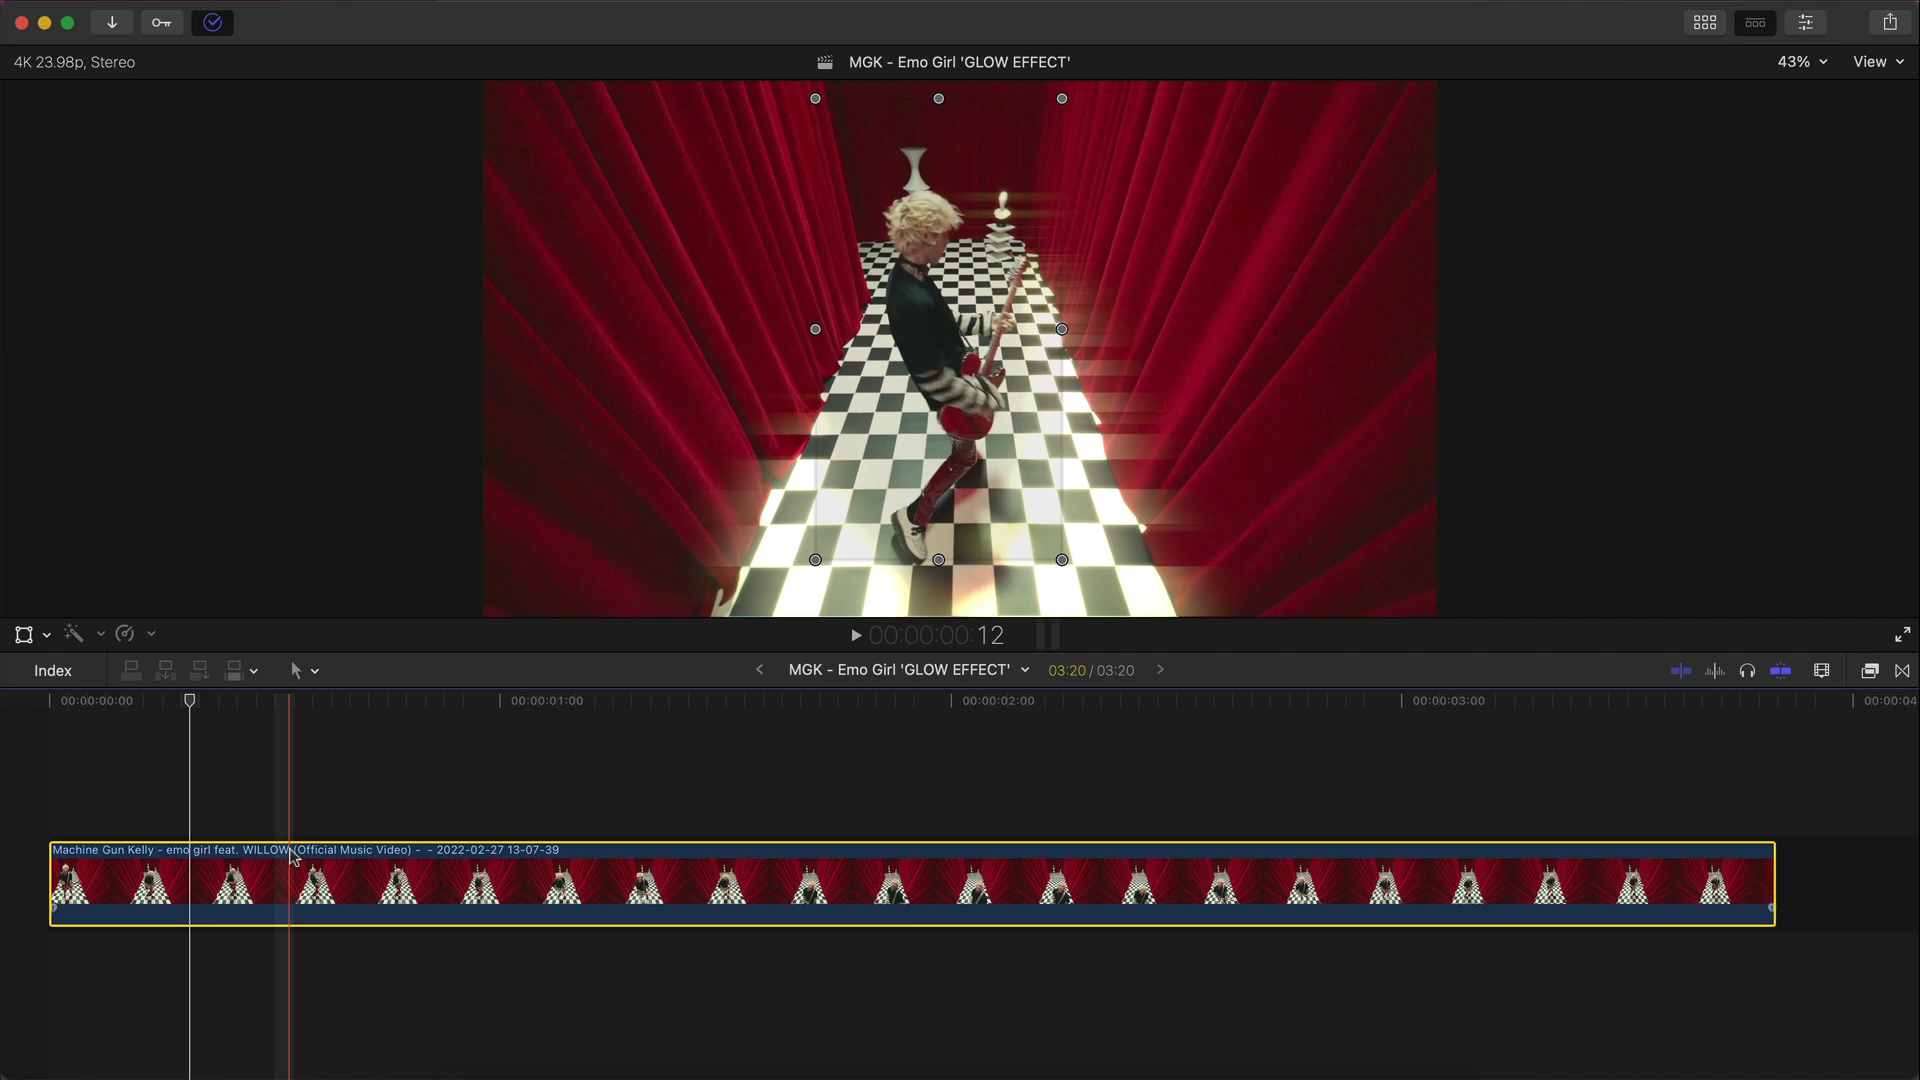 4K 23.98p, Stereo
MGK - Emo Girl 'GLOW EFFECT'
43%
View
00:00:00:12
Index
MGK - Emo Girl 'GLOW EFFECT'
03:20 / 03:20
00:00:00:00
00:00:01:00
00:00:02:00
00:00:03:00
00:00:04
Machine Gun Kelly - emo girl feat. WILLOW (Official Music Video) - - 2022-02-27 13-07-39